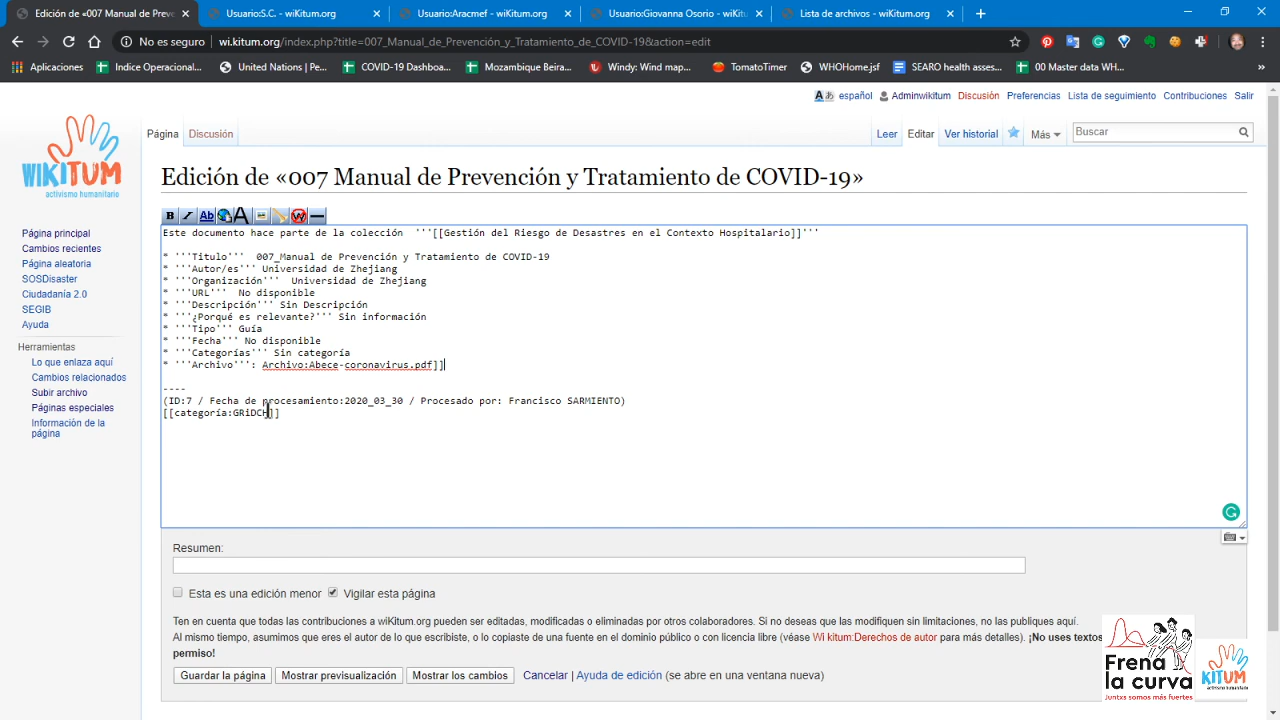 Edición de «007 Manual de Preve
Usuario:S.C. - wiKitum.org
Usuario:Aracmef - wiKitum.org
Usuario:Giovanna Osorio - wiKit
Lista de archivos - wiKitum.org
No es seguro | wi.kitum.org/index.php?title=007_Manual_de_Prevención_y_Tratamiento_de_COVID-19&action=edit
Aplicaciones
Indice Operacional...
United Nations | Pe...
COVID-19 Dashboa...
Mozambique Beira...
Windy: Wind map...
TomatoTimer
WHOHome.jsf
SEARO health asses...
00 Master data WH...
»
español Adminwikitum Discusión Preferencias Lista de seguimiento Contribuciones Salir
WIKITUM
activismo humanitario
Página Discusión
Leer Editar Ver historial Más Buscar
Edición de «007 Manual de Prevención y Tratamiento de COVID-19»
Página principal
Cambios recientes
Página aleatoria
SOSDisaster
Ciudadanía 2.0
SEGIB
Ayuda
Herramientas
Lo que enlaza aquí
Cambios relacionados
Subir archivo
Páginas especiales
Información de la
página
B I Ab A W
Este documento hace parte de la colección '''[[Gestión del Riesgo de Desastres en el Contexto Hospitalario]]'''
* '''Titulo''' 007_Manual de Prevención y Tratamiento de COVID-19
* '''Autor/es''' Universidad de Zhejiang
* '''Organización''' Universidad de Zhejiang
* '''URL''' No disponible
* '''Descripción''' Sin Descripción
* '''¿Porqué es relevante?''' Sin información
* '''Tipo''' Guía
* '''Fecha''' No disponible
* '''Categorías''' Sin categoría
* '''Archivo''': Archivo:Abece-coronavirus.pdf]]
----
(ID:7 / Fecha de procesamiento:2020_03_30 / Procesado por: Francisco SARMIENTO)
[[categoría:GRiDCH]]
Resumen:
Esta es una edición menor Vigilar esta página
Ten en cuenta que todas las contribuciones a wiKitum.org pueden ser editadas, modificadas o eliminadas por otros colaboradores. Si no deseas que las modifiquen sin limitaciones, no las publiques aquí.
Al mismo tiempo, asumimos que eres el autor de lo que escribiste, o lo copiaste de una fuente en el dominio público o con licencia libre (véase Wi kitum:Derechos de autor para más detalles). ¡No uses textos
permiso!
Guardar la página Mostrar previsualización Mostrar los cambios Cancelar | Ayuda de edición (se abre en una ventana nueva)
Frena
la curva
Juntxs somos más fuertes
KITUM
activismo humanitario